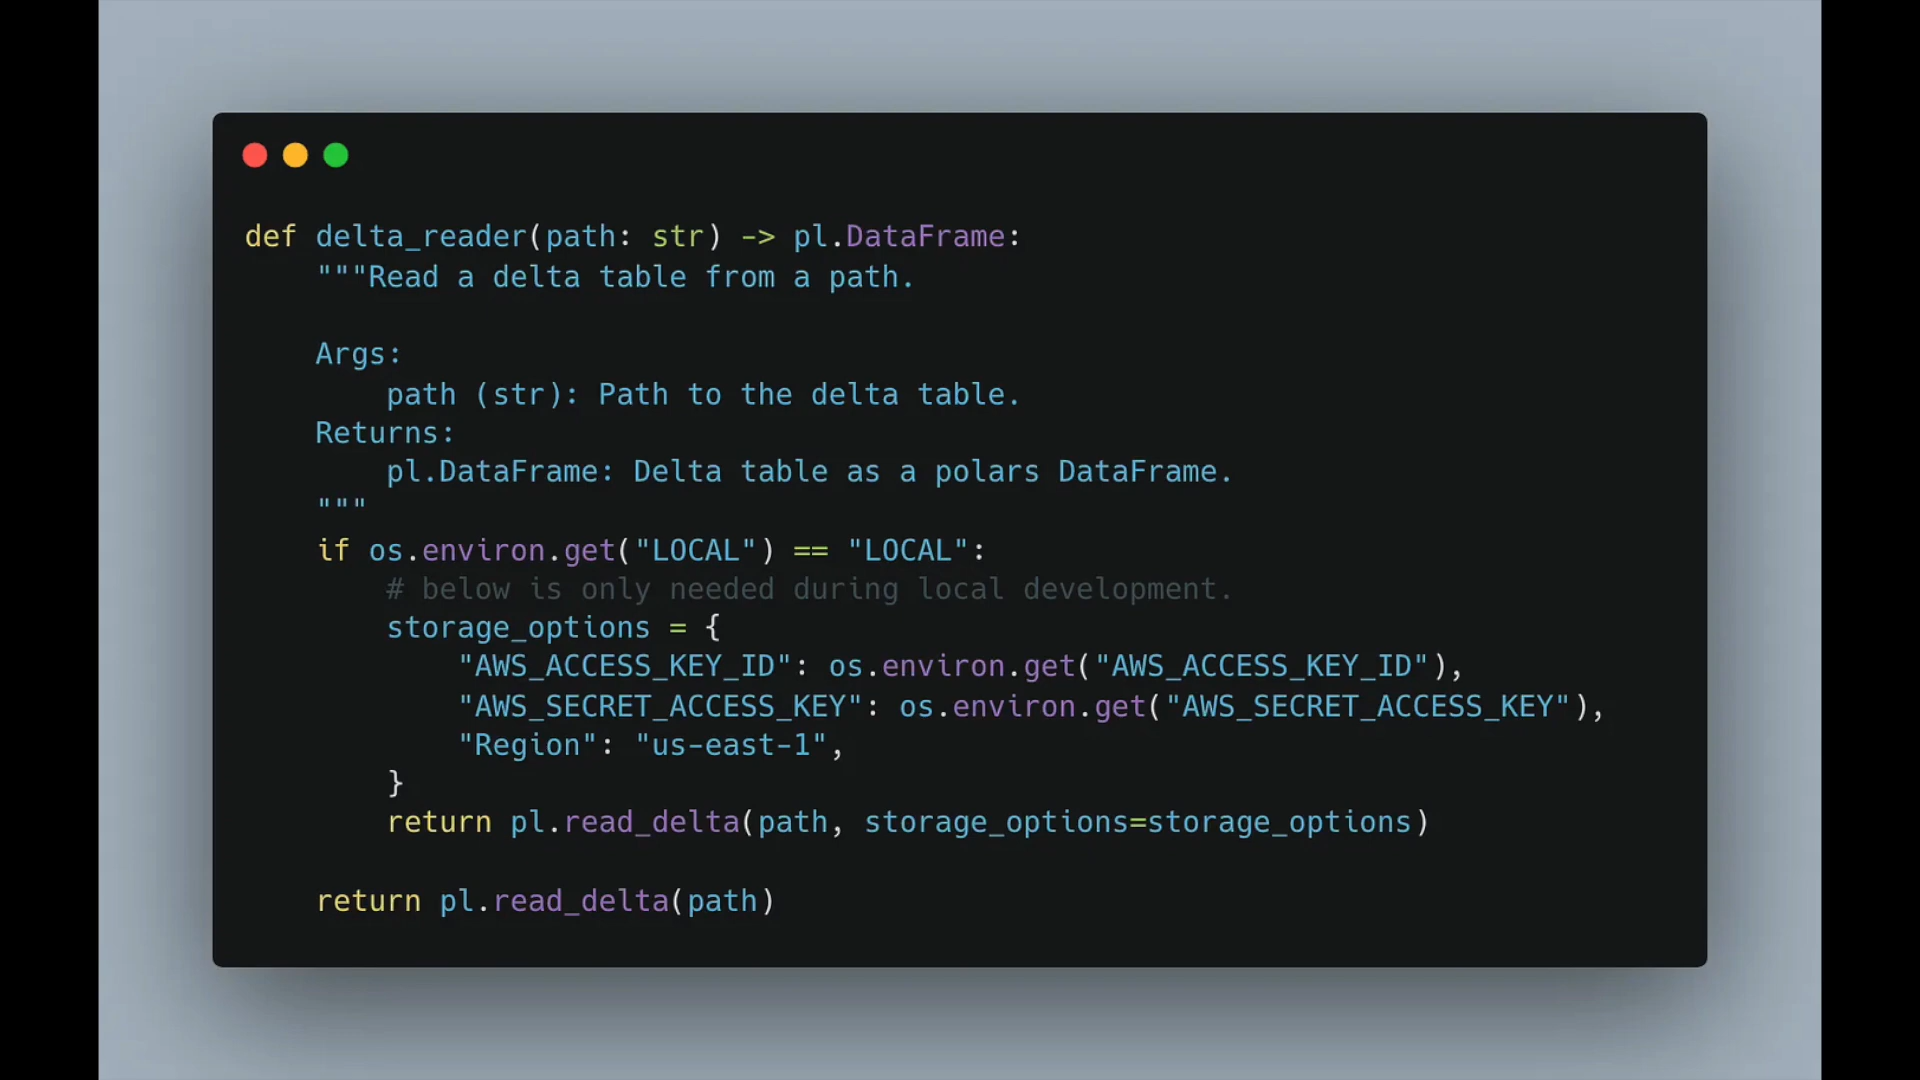 def delta_reader(path: str) -> pl.DataFrame:
    """Read a delta table from a path.

    Args:
        path (str): Path to the delta table.
    Returns:
        pl.DataFrame: Delta table as a polars DataFrame.
    """
    if os.environ.get("LOCAL") == "LOCAL":
        # below is only needed during local development.
        storage_options = {
            "AWS_ACCESS_KEY_ID": os.environ.get("AWS_ACCESS_KEY_ID"),
            "AWS_SECRET_ACCESS_KEY": os.environ.get("AWS_SECRET_ACCESS_KEY"),
            "Region": "us-east-1",
        }
        return pl.read_delta(path, storage_options=storage_options)

    return pl.read_delta(path)